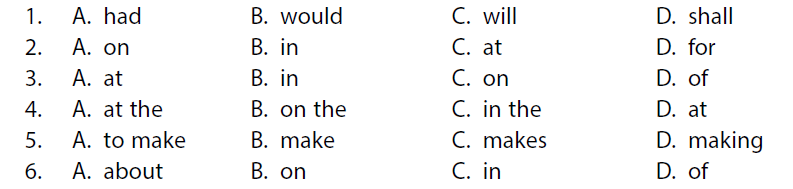 1. A. had B. would C. will D. shall
2. A. on B. in C. at D. for
3. A. at B. in C. on D. of
4. A. at the B. on the C. in the D. at
5. A. to make B. make C. makes D. making
6. A. about B. on C. in D. of